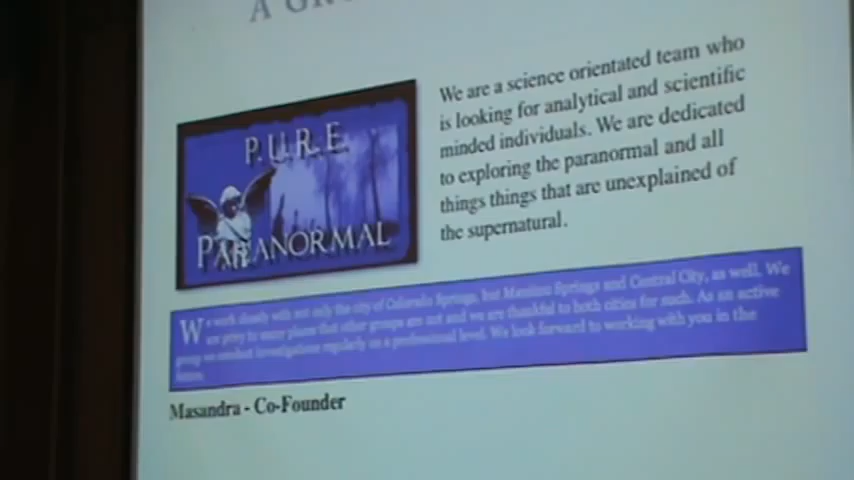 A
P.U.R.E.
PARANORMAL
We are a science orientated team who
is looking for analytical and scientific
minded individuals. We are dedicated
to exploring the paranormal and all
things things that are unexplained of
the supernatural.
We work closely with not only the city of Colorado Springs, but Manitou Springs and Central City, as well. We
are privy to many places that other groups are not and we are thankful to both cities for such. As an active
group we conduct investigations regularly on a professional level. We look forward to working with you in the
future.
Masandra - Co-Founder